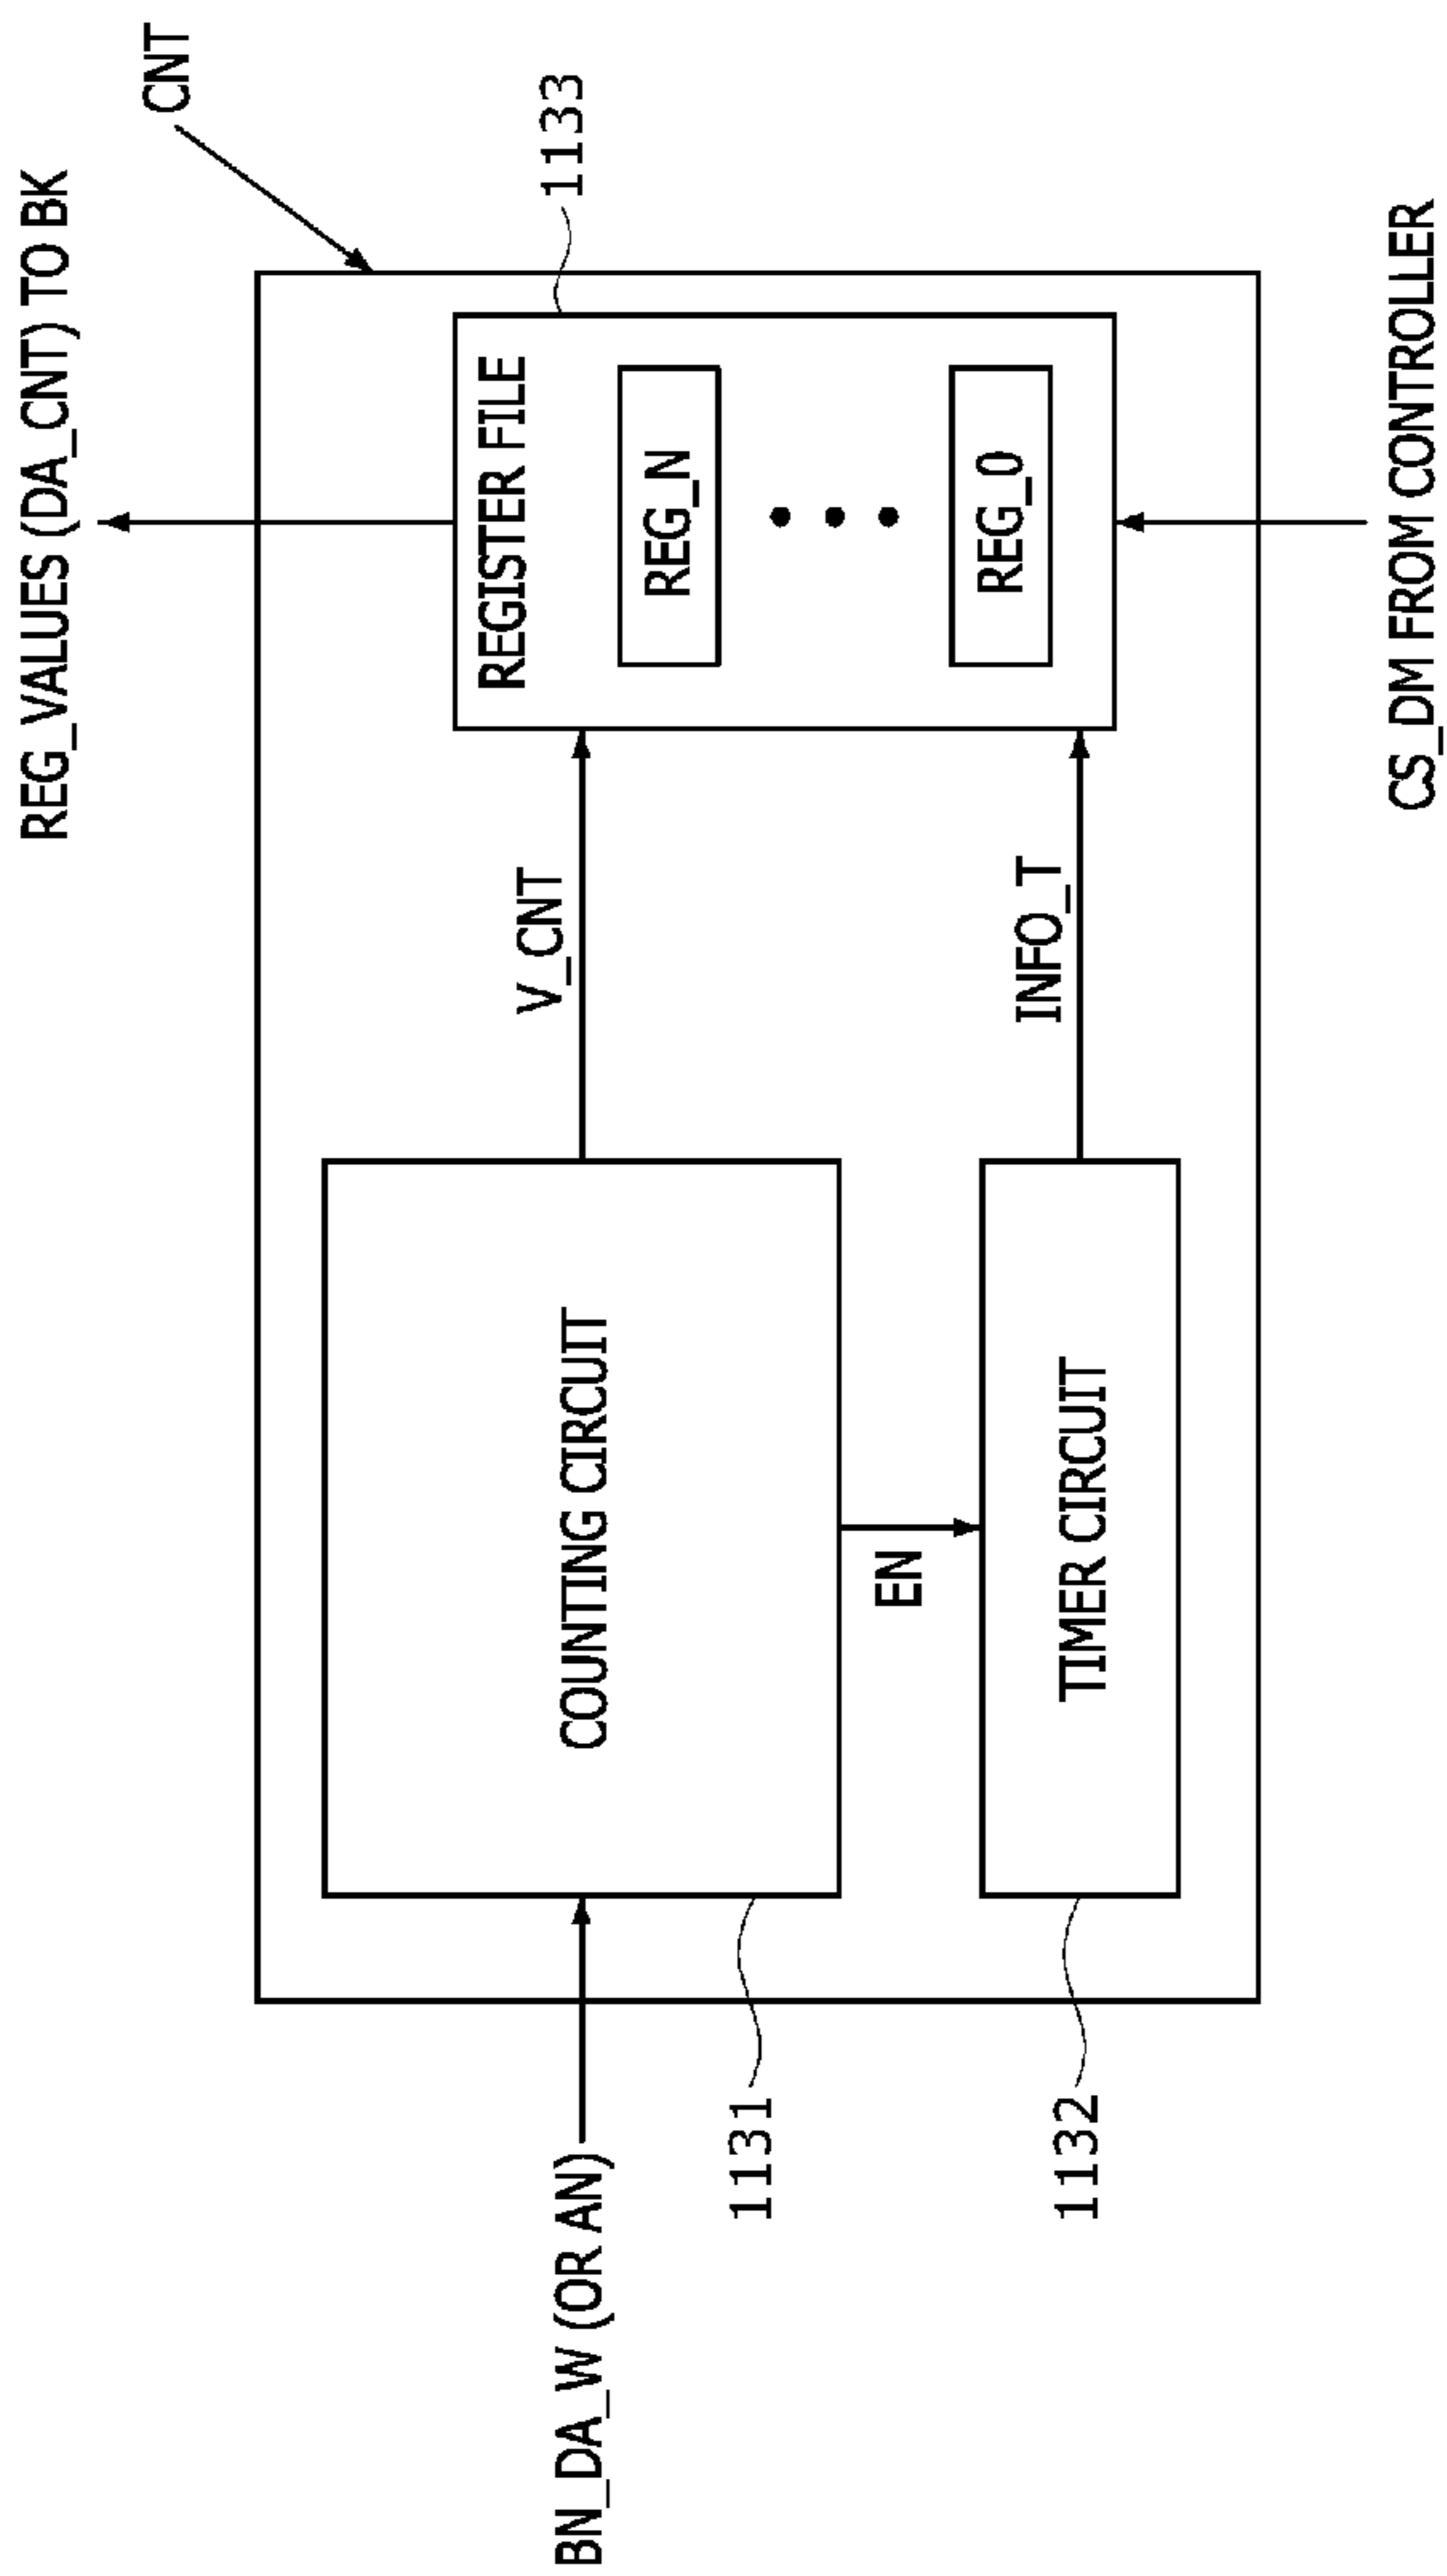 REG_VALUES (DA_CNT) TO BK
CNT
1133
REGISTER FILE
REG_N
REG_0
V_CNT
INFO_T
COUNTING CIRCUIT
EN
TIMER CIRCUIT
BN_DA_W (OR AN)
1131
1132
CS_DM FROM CONTROLLER